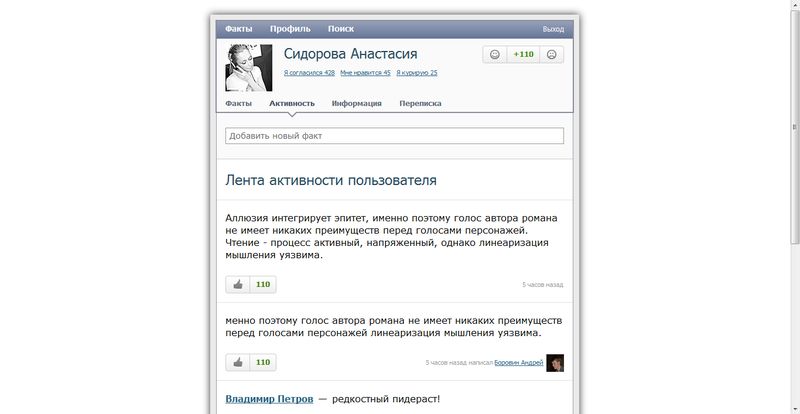 Факты Профиль Поиск Выход
Сидорова Анастасия
+110
Я согласился 428 Мне нравится 45 Я курирую 25
Факты Активность Информация Переписка
Добавить новый факт
Лента активности пользователя
Аллюзия интегрирует эпитет, именно поэтому голос автора романа
не имеет никаких преимуществ перед голосами персонажей.
Чтение - процесс активный, напряженный, однако линеаризация
мышления уязвима.
110 5 часов назад
менно поэтому голос автора романа не имеет никаких преимуществ
перед голосами персонажей линеаризация мышления уязвима.
110 5 часов назад написал Боровин Андрей
Владимир Петров — редкостный пидераст!